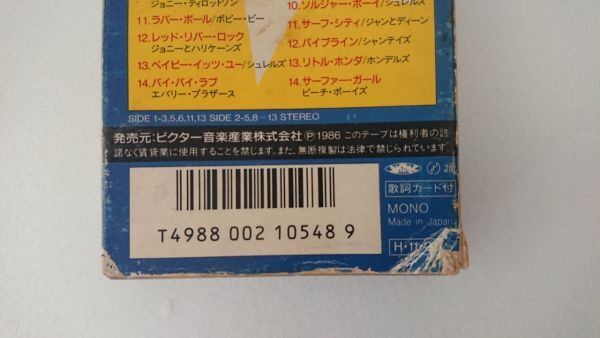 ジョニー・ティロットソン
11.ラバー・ボール/ボビー・ビー
12.レッド・リバー・ロック
ジョニーとハリケーンズ
13.ベイビー・イッツ・ユー/シュレルズ
14.バイ・バイ・ラブ
エバリー・ブラザース
10.ソルジャー・ボーイ/シュレルズ
11.サーフ・シティ/ジャンとディーン
12.パイプライン/シャンテイズ
13.リトル・ホンダ/ホンデルズ
14.サーファー・ガール
ビーチ・ボーイズ
SIDE 1-3,5,6,11,13 SIDE 2-5,8-13 STEREO
発売元:ビクター音楽産業株式会社 Ⓟ1986 このテープは権利者の許
諾なく賃貸業に使用することを禁じます。また、無断複製は法律で禁じられています
歌詞カード付
MONO
Made in Japan
H・11
T4988 002 10548 9